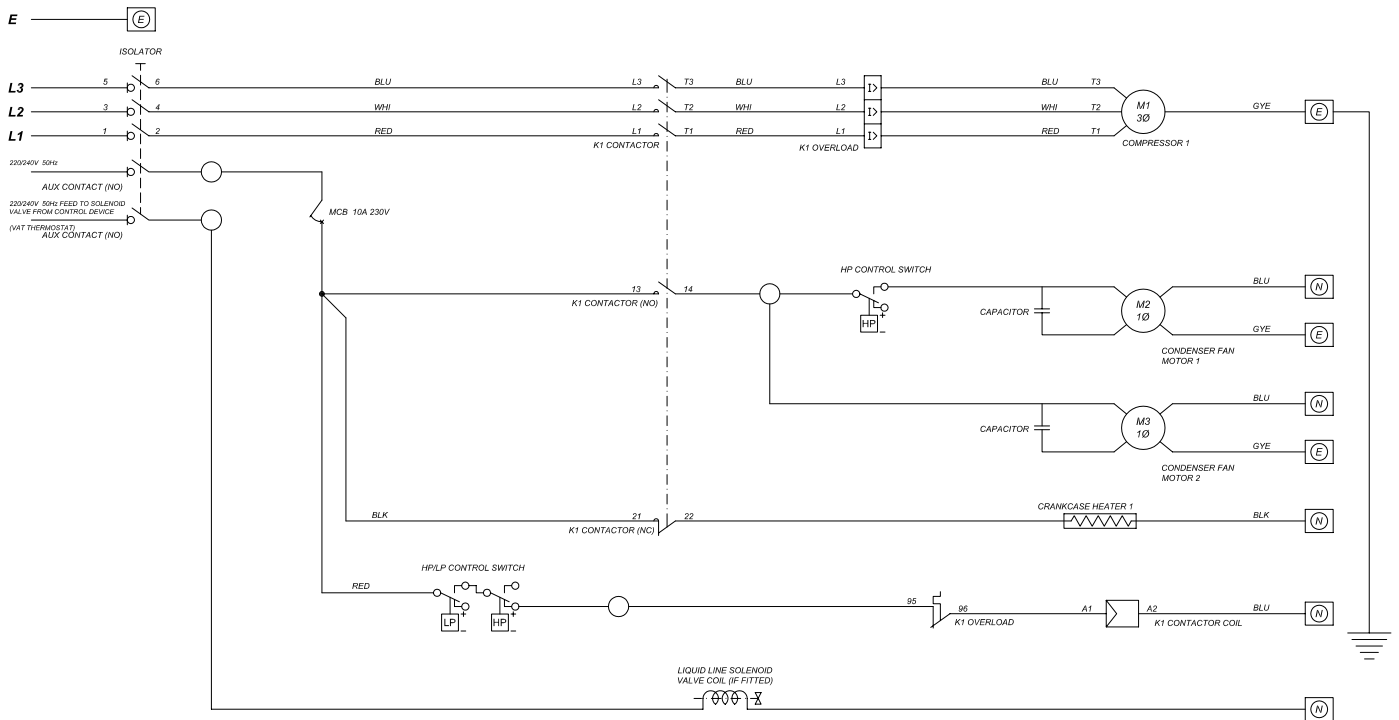 E
E
ISOLATOR
L3 5 6 BLU L3 T3 BLU L3 BLU T3
L2 3 4 WHI L2 T2 WHI L2 WHI T2
L1 1 2 RED L1 T1 RED L1 RED T1
I>
I>
I>
M1
3Ø
GYE
E
K1 CONTACTOR
K1 OVERLOAD
COMPRESSOR 1
220/240V 50Hz
AUX CONTACT (NO)
220/240V 50Hz FEED TO SOLENOID
VALVE FROM CONTROL DEVICE
(VAT THERMOSTAT)
AUX CONTACT (NO)
MCB 10A 230V
13 14
K1 CONTACTOR (NO)
HP CONTROL SWITCH
HP
+
–
CAPACITOR
M2
1Ø
BLU
N
GYE
E
CONDENSER FAN
MOTOR 1
CAPACITOR
M3
1Ø
BLU
N
GYE
E
CONDENSER FAN
MOTOR 2
BLK 21 22
K1 CONTACTOR (NC)
CRANKCASE HEATER 1
BLK
N
HP/LP CONTROL SWITCH
RED
LP
+
–
HP
+
–
95 96
K1 OVERLOAD
A1 A2
K1 CONTACTOR COIL
BLU
N
LIQUID LINE SOLENOID
VALVE COIL (IF FITTED)
N